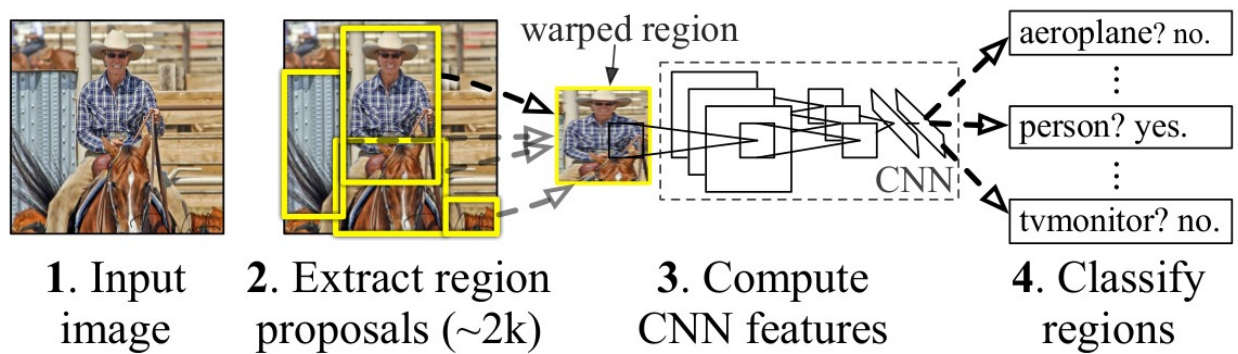 warped region
aeroplane? no.
person? yes.
CNN
tvmonitor? no.
1. Input
image
2. Extract region
proposals (~2k)
3. Compute
CNN features
4. Classify
regions